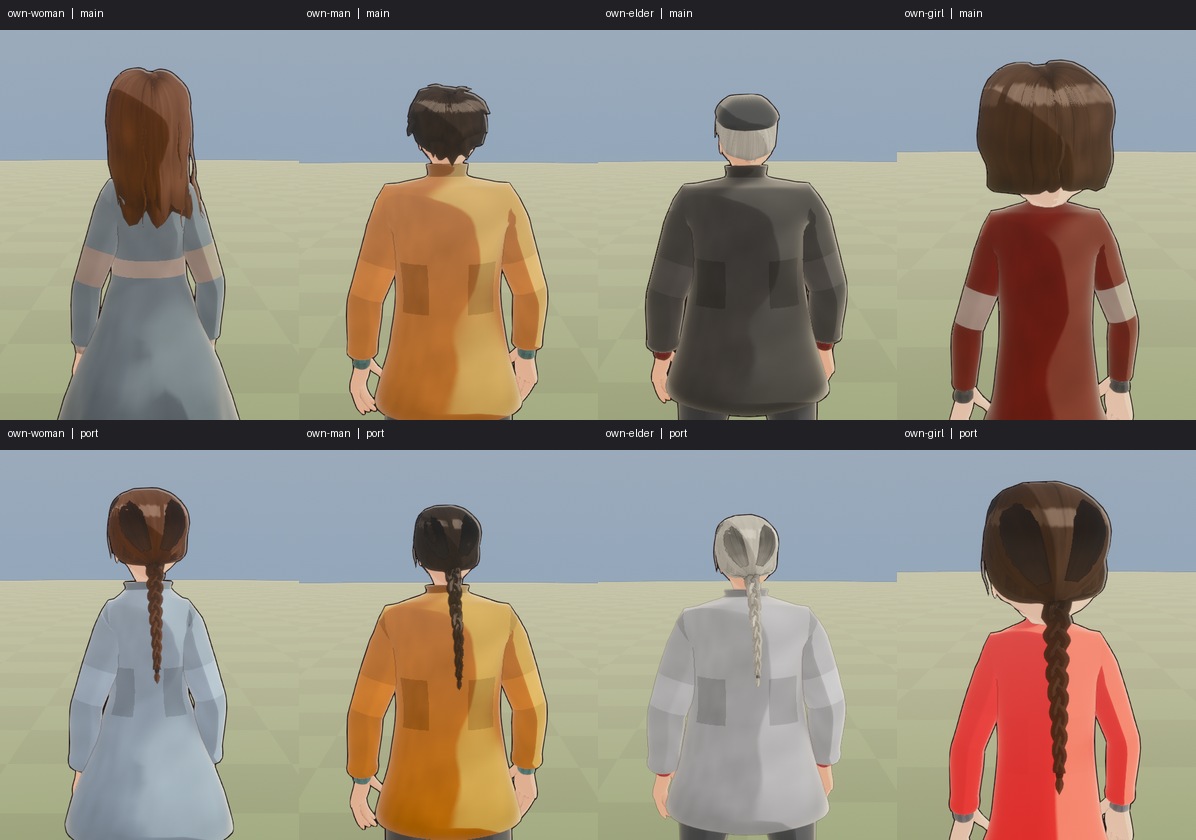 own-woman | main
own-man | main
own-elder | main
own-girl | main
own-woman | port
own-man | port
own-elder | port
own-girl | port